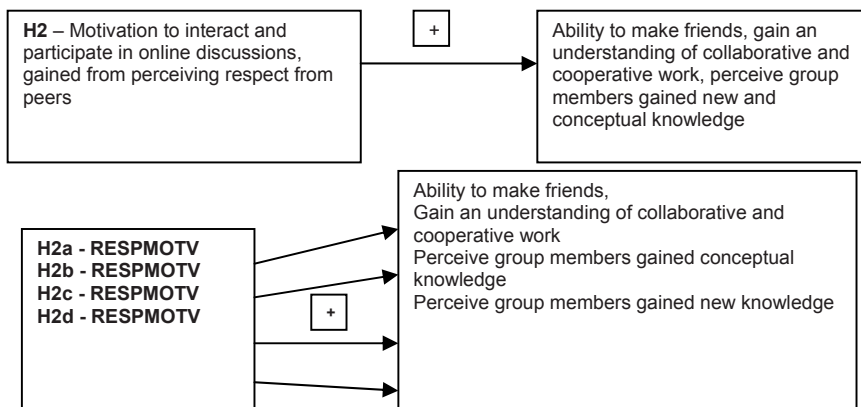 H2 – Motivation to interact and
participate in online discussions,
gained from perceiving respect from
peers
+
Ability to make friends, gain an
understanding of collaborative and
cooperative work, perceive group
members gained new and
conceptual knowledge
H2a - RESPMOTV
H2b - RESPMOTV
H2c - RESPMOTV
H2d - RESPMOTV
+
Ability to make friends,
Gain an understanding of collaborative and
cooperative work
Perceive group members gained conceptual
knowledge
Perceive group members gained new knowledge